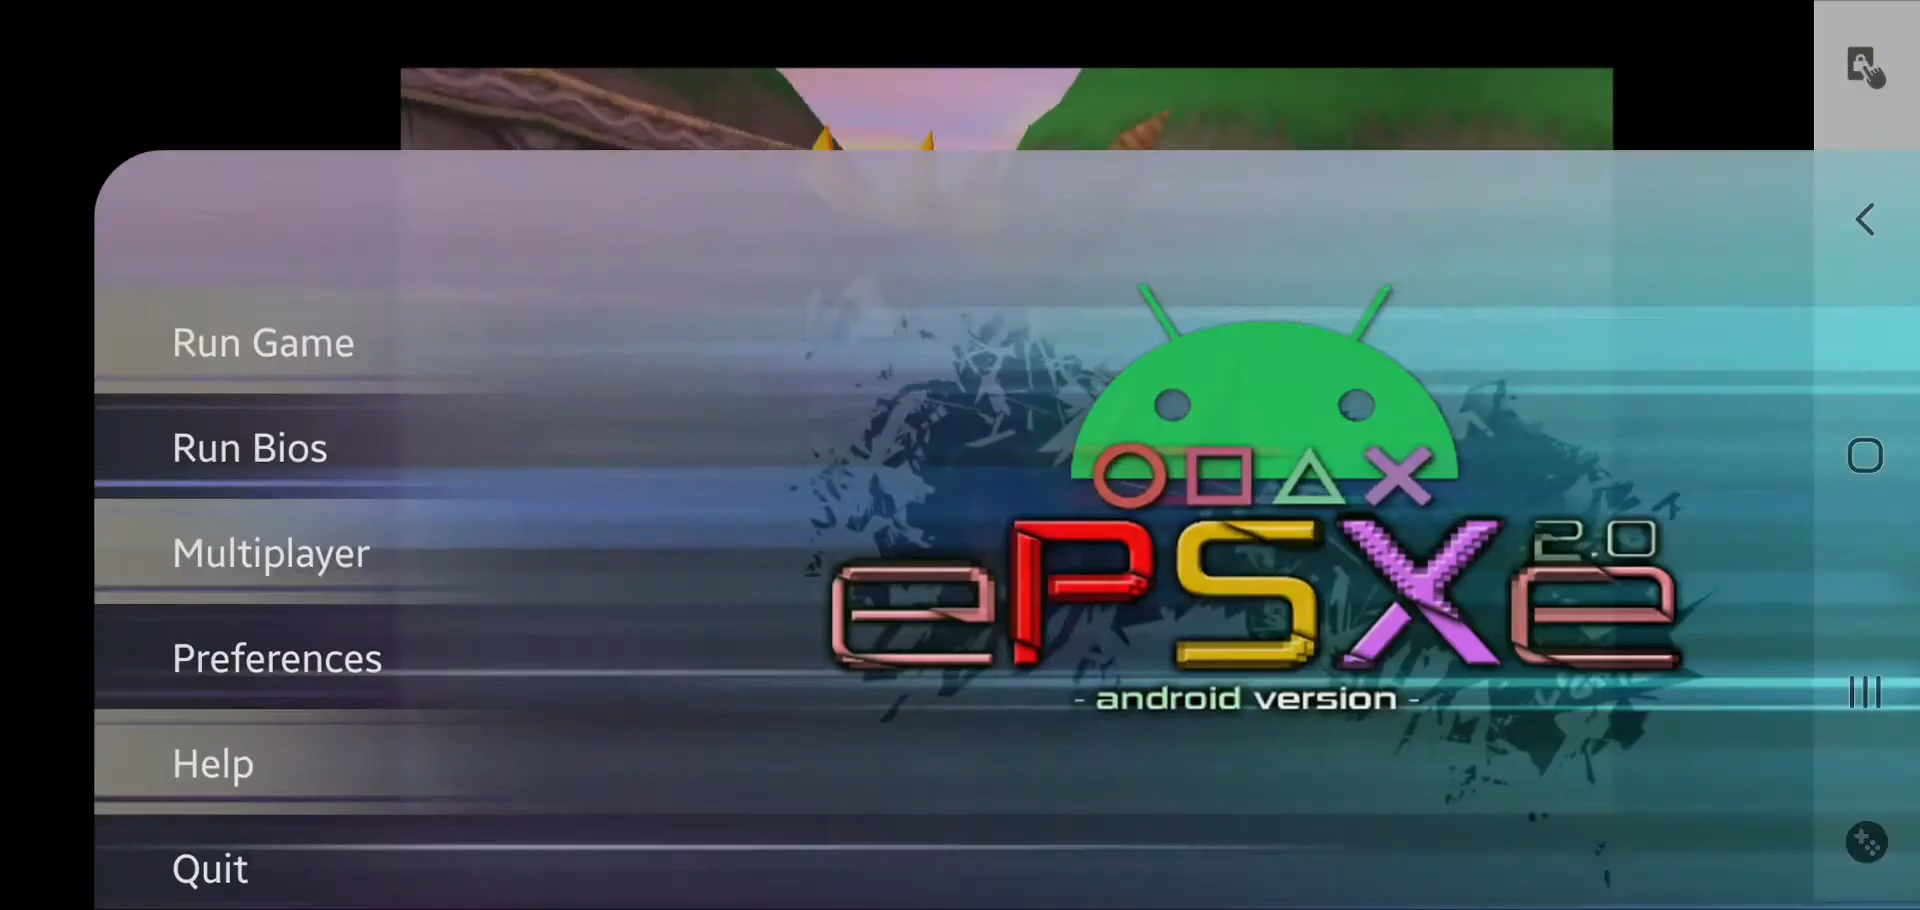 Run Game
Run Bios
Multiplayer
Preferences
Help
Quit
ePSXe 2.0
- android version -